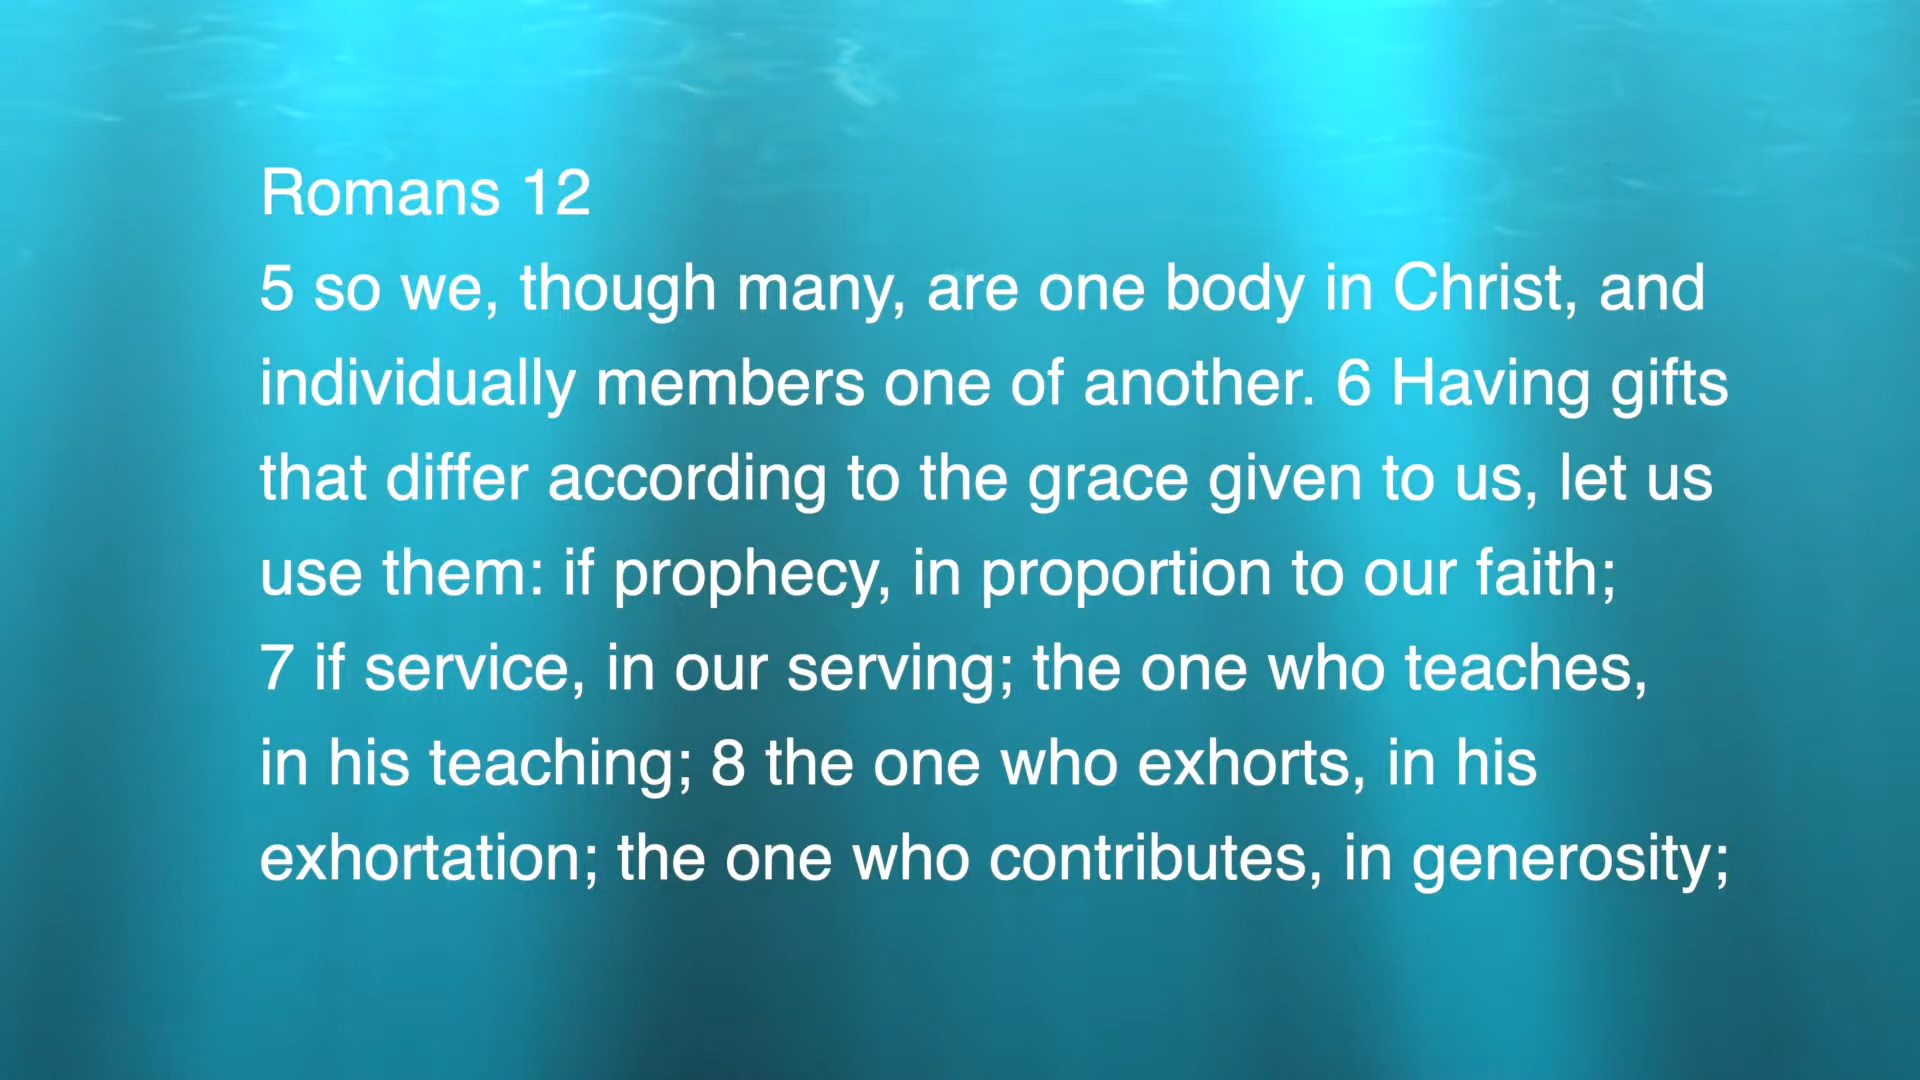 Romans 12
5 so we, though many, are one body in Christ, and
individually members one of another. 6 Having gifts
that differ according to the grace given to us, let us
use them: if prophecy, in proportion to our faith;
7 if service, in our serving; the one who teaches,
in his teaching; 8 the one who exhorts, in his
exhortation; the one who contributes, in generosity;